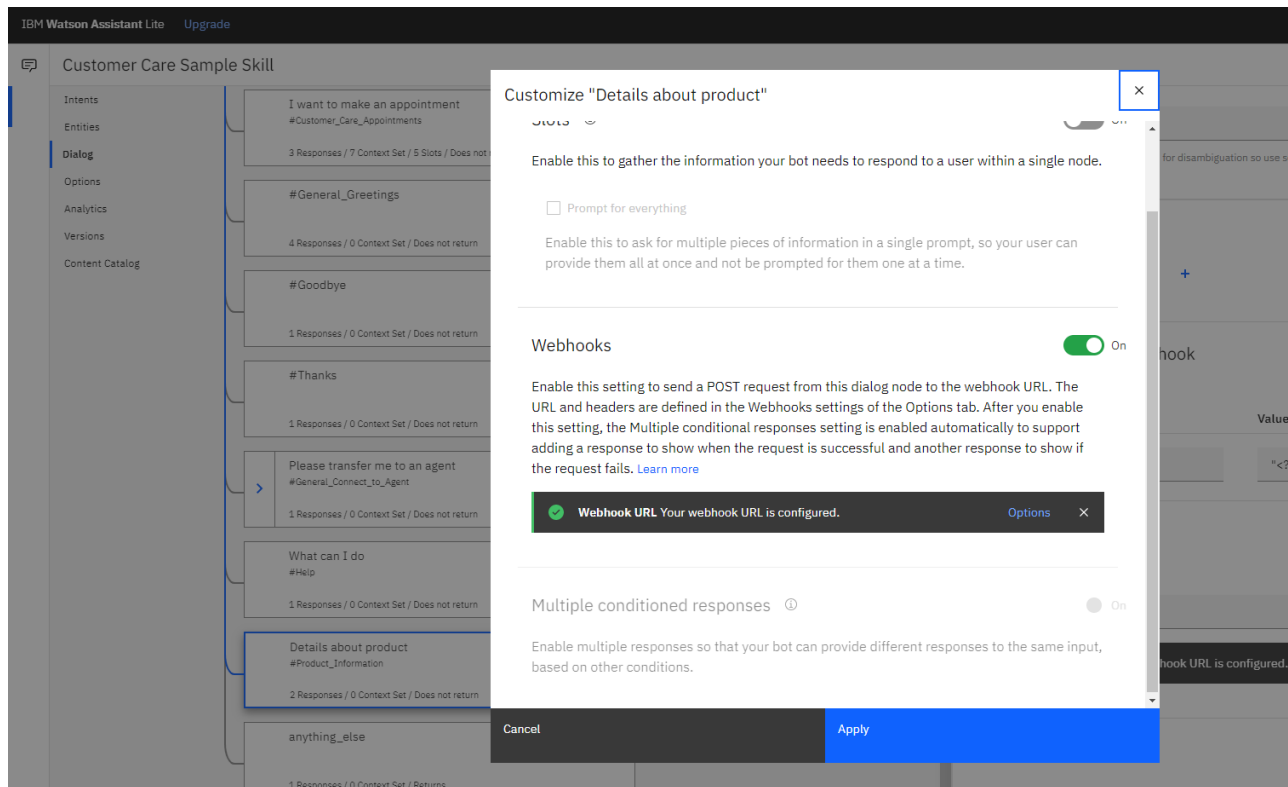 IBM Watson Assistant Lite Upgrade
Customer Care Sample Skill
Intents
Entities
Dialog
Options
Analytics
Versions
Content Catalog
I want to make an appointment
#Customer_Care_Appointments
3 Responses / 7 Context Set / 5 Slots / Does not
#General_Greetings
4 Responses / 0 Context Set / Does not return
#Goodbye
1 Responses / 0 Context Set / Does not return
#Thanks
1 Responses / 0 Context Set / Does not return
Please transfer me to an agent
#General_Connect_to_Agent
1 Responses / 0 Context Set / Does not return
What can I do
#Help
1 Responses / 0 Context Set / Does not return
Details about product
#Product_Information
2 Responses / 0 Context Set / Does not return
anything_else
1 Responses / 0 Context Set / Returns
Customize "Details about product"
Slots
Enable this to gather the information your bot needs to respond to a user within a single node.
Prompt for everything
Enable this to ask for multiple pieces of information in a single prompt, so your user can
provide them all at once and not be prompted for them one at a time.
Webhooks On
Enable this setting to send a POST request from this dialog node to the webhook URL. The
URL and headers are defined in the Webhooks settings of the Options tab. After you enable
this setting, the Multiple conditional responses setting is enabled automatically to support
adding a response to show when the request is successful and another response to show if
the request fails. Learn more
Webhook URL Your webhook URL is configured. Options
Multiple conditioned responses On
Enable multiple responses so that your bot can provide different responses to the same input,
based on other conditions.
Cancel Apply
for disambiguation so use
hook
Value
"<?
hook URL is configured.